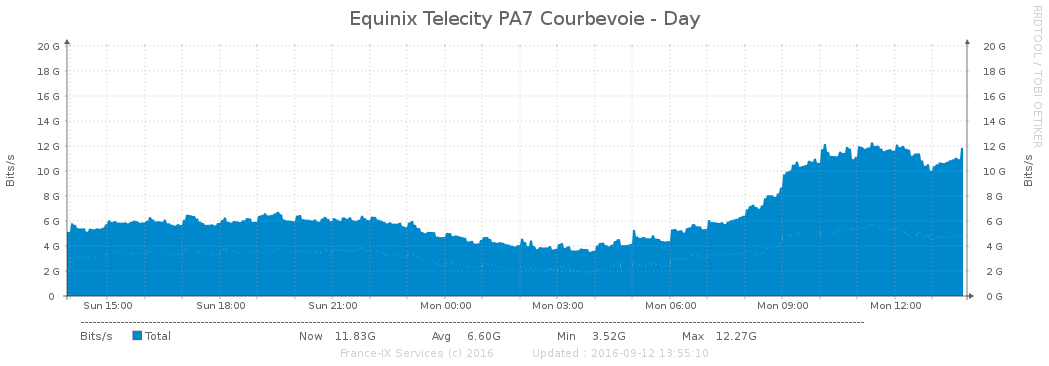 Equinix Telecity PA7 Courbevoie - Day
RRDTOOL / TOBI OETIKER
Bits/s
20 G
18 G
16 G
14 G
12 G
10 G
8 G
6 G
4 G
2 G
0
20 G
18 G
16 G
14 G
12 G
10 G
8 G
6 G
4 G
2 G
0 G
Bits/s
Sun 15:00 Sun 18:00 Sun 21:00 Mon 00:00 Mon 03:00 Mon 06:00 Mon 09:00 Mon 12:00
Bits/s Total Now 11.83G Avg 6.60G Min 3.52G Max 12.27G
France-IX Services (c) 2016 Updated : 2016-09-12 13:55:10